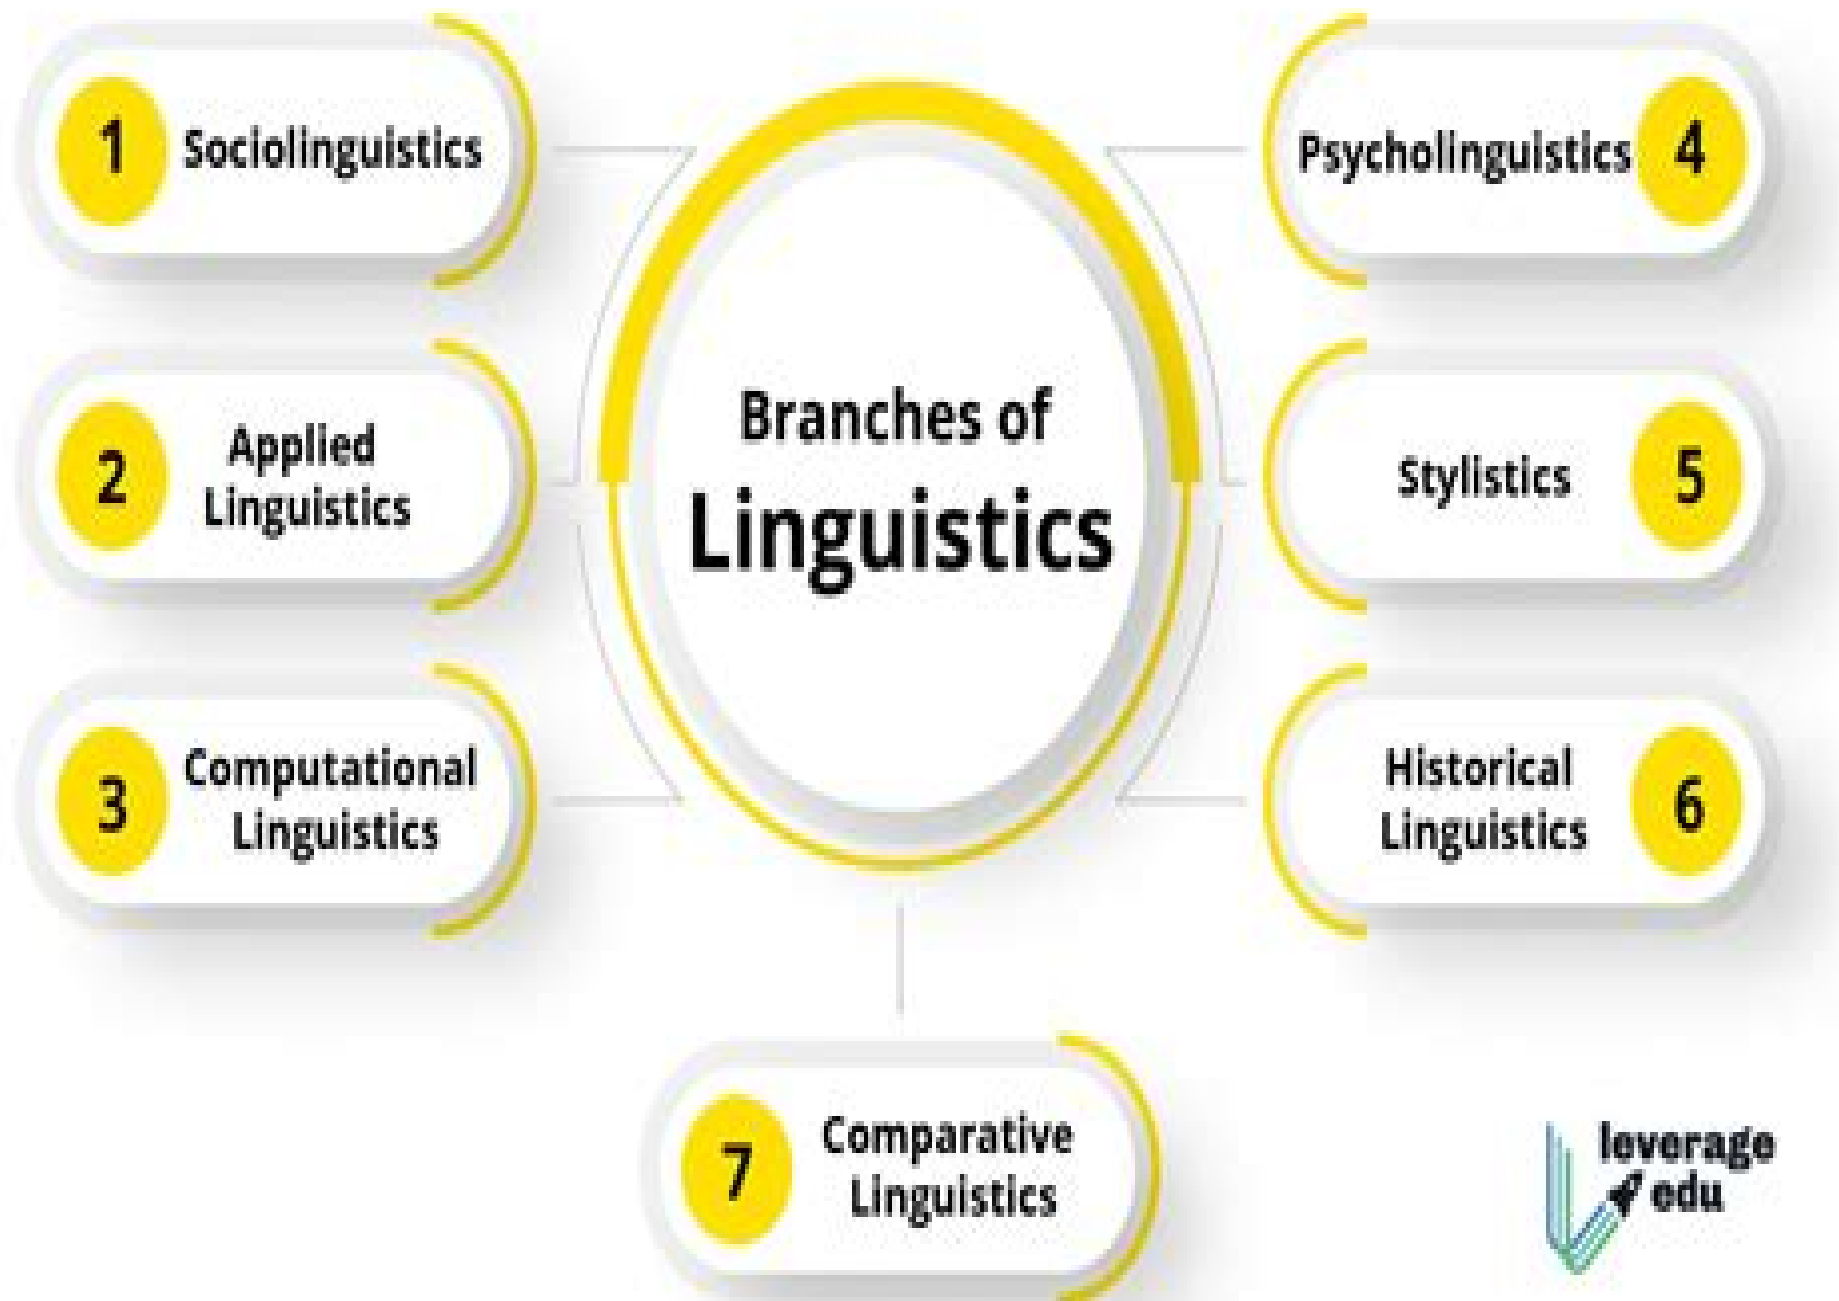 1
Sociolinguistics
2
Applied
Linguistics
3
Computational
Linguistics
Branches of
Linguistics
Psycholinguistics
4
Stylistics
5
Historical
Linguistics
6
7
Comparative
Linguistics
leverage
edu